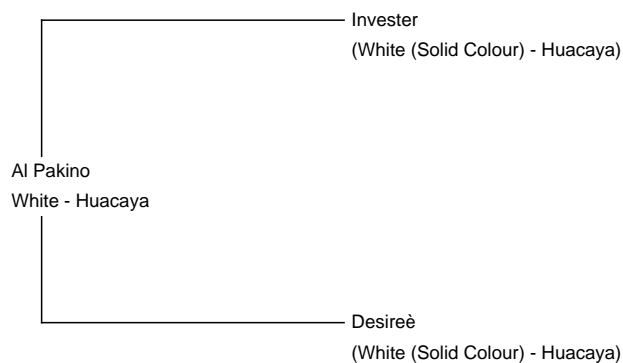 Invester
(White (Solid Colour) - Huacaya)
Al Pakino
White - Huacaya
Desireè
(White (Solid Colour) - Huacaya)